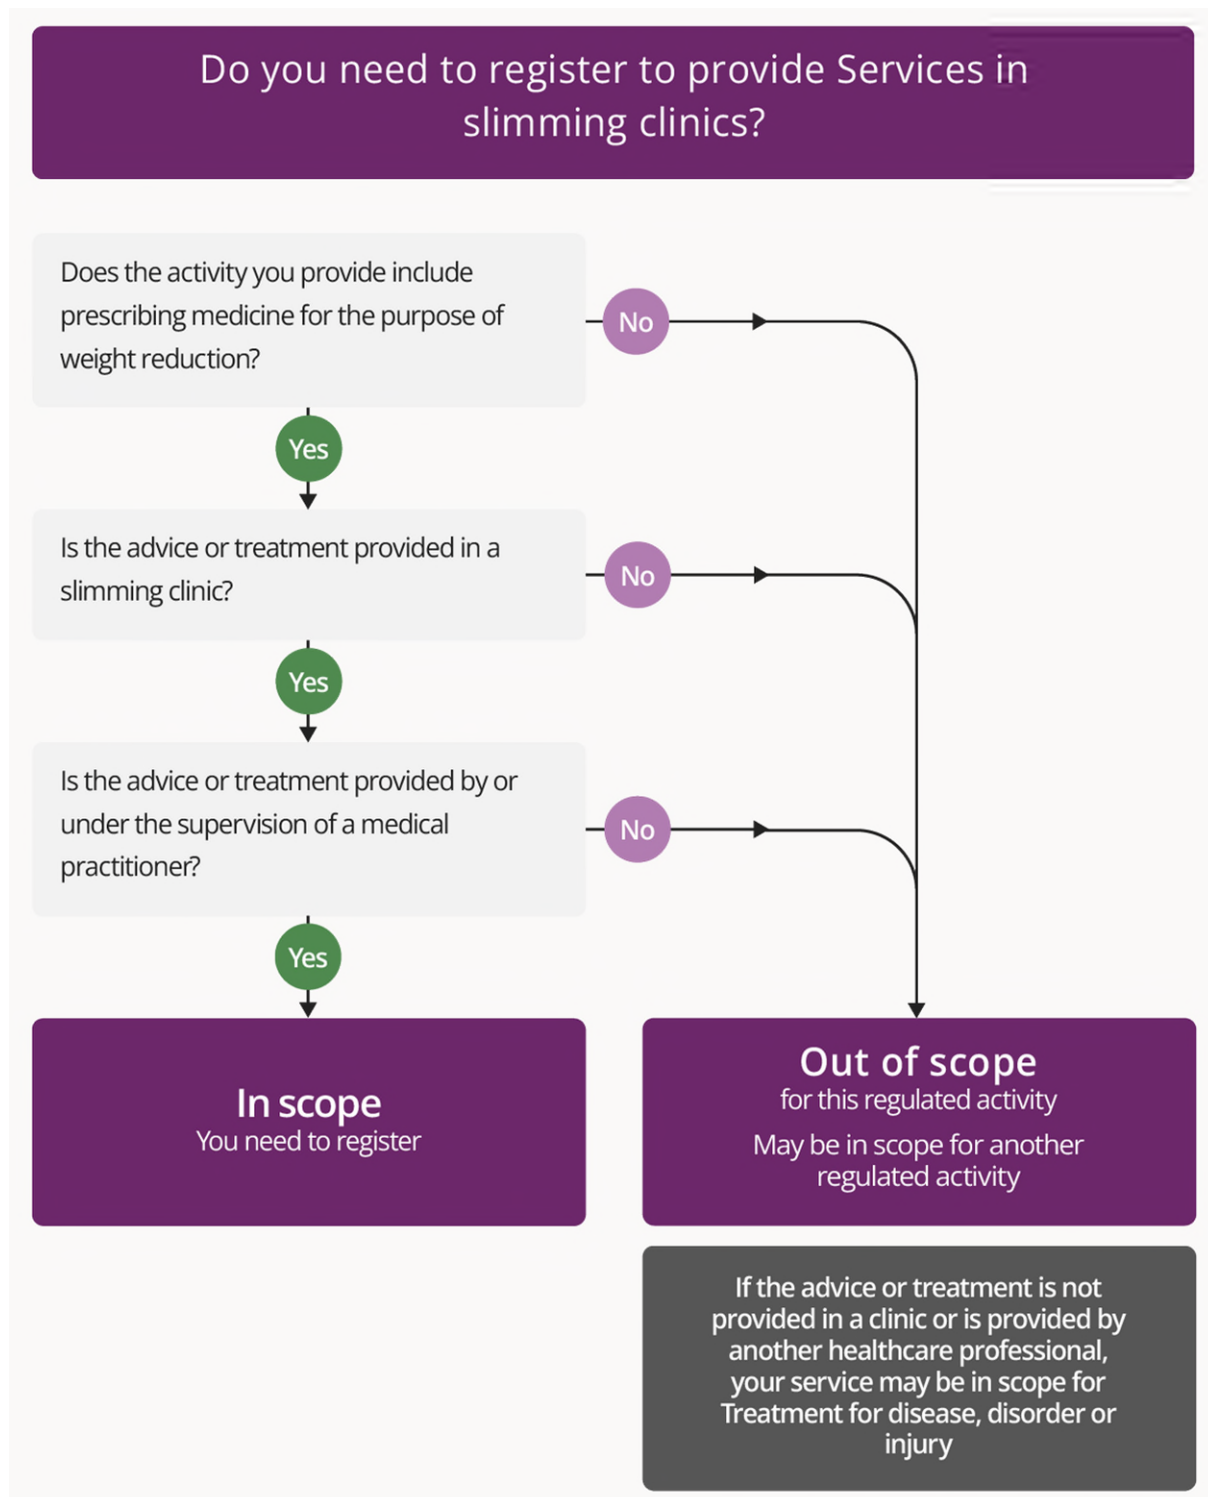 Do you need to register to provide Services in
slimming clinics?
Does the activity you provide include
prescribing medicine for the purpose of
weight reduction?
No
Yes
Is the advice or treatment provided in a
slimming clinic?
No
Yes
Is the advice or treatment provided by or
under the supervision of a medical
practitioner?
No
Yes
In scope
You need to register
Out of scope
for this regulated activity
May be in scope for another
regulated activity
If the advice or treatment is not
provided in a clinic or is provided by
another healthcare professional,
your service may be in scope for
Treatment for disease, disorder or
injury